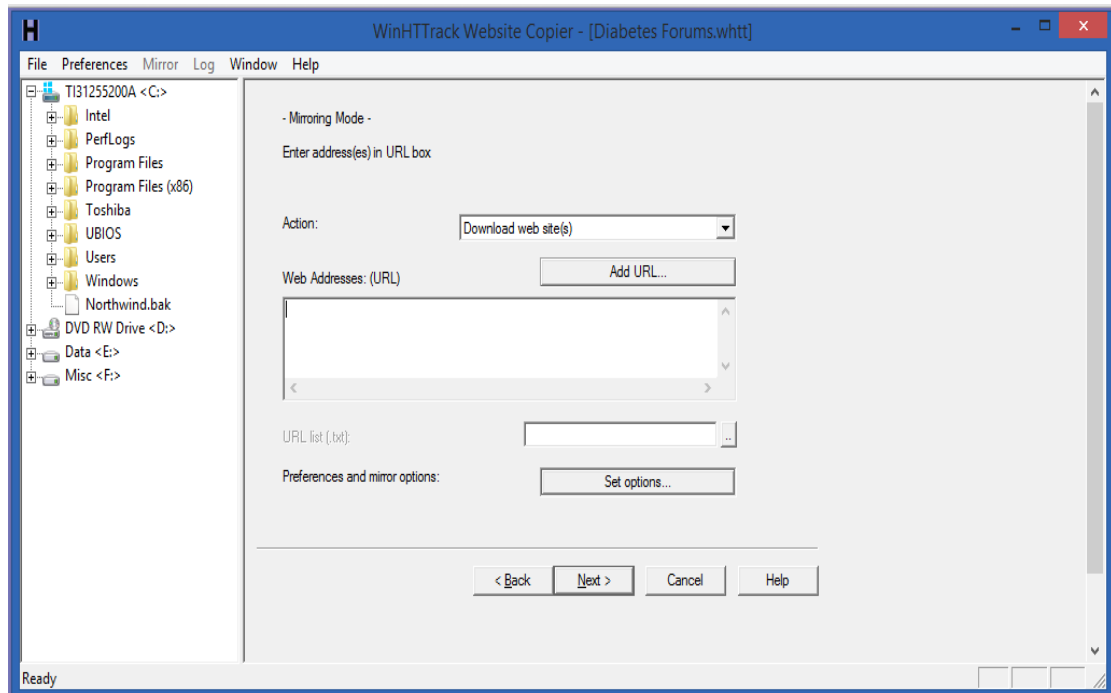 H WinHTTrack Website Copier - [Diabetes Forums.whtt]
File Preferences Mirror Log Window Help
TI31255200A <C:>
Intel
PerfLogs
Program Files
Program Files (x86)
Toshiba
UBIOS
Users
Windows
Northwind.bak
DVD RW Drive <D:>
Data <E:>
Misc <F:>
- Mirroring Mode -
Enter address(es) in URL box
Action: Download web site(s)
Web Addresses: (URL) Add URL...
URL list (.txt): ..
Preferences and mirror options: Set options...
< Back Next > Cancel Help
Ready